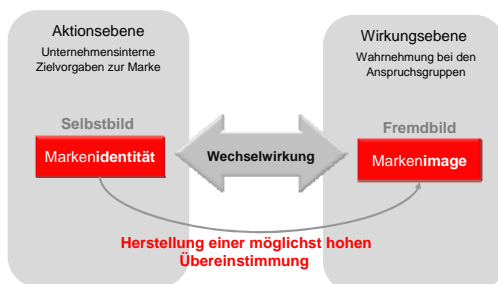 Aktionsebene
Unternehmensinterne
Zielvorgaben zur Marke
Selbstbild
Markenidentität
Wechselwirkung
Wirkungsebene
Wahrnehmung bei den
Anspruchsgruppen
Fremdbild
Markenimage
Herstellung einer möglichst hohen
Übereinstimmung